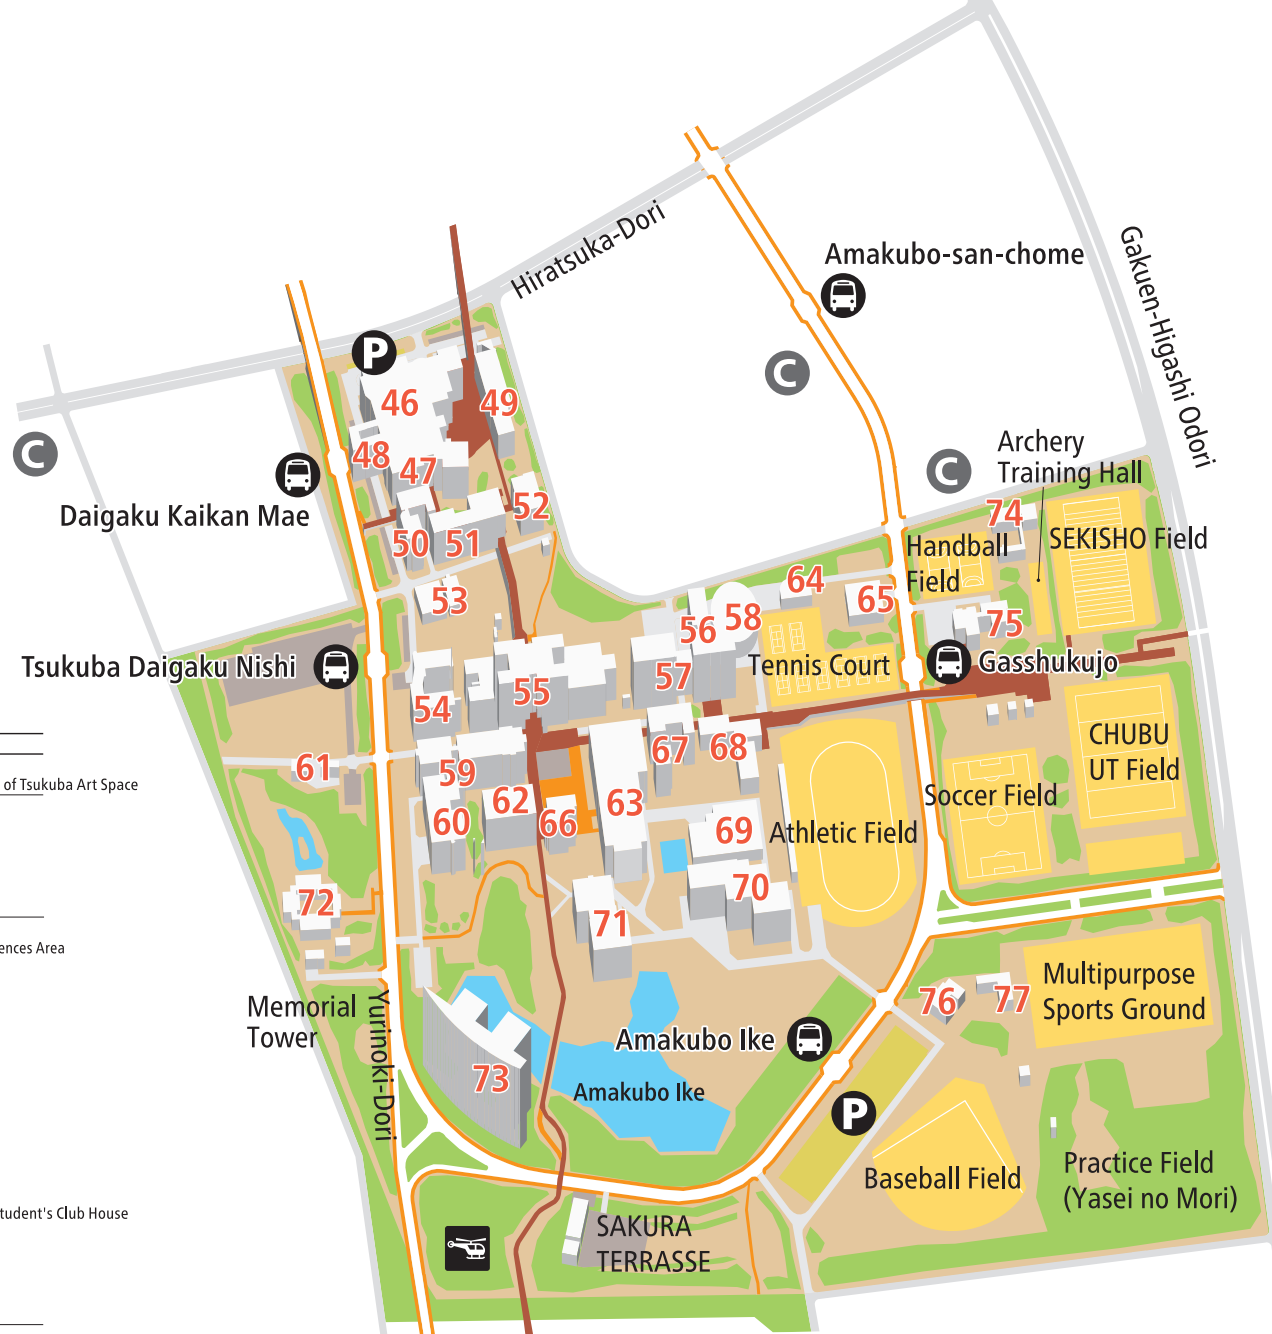 Hiratsuka-Dori
Amakubo-san-chome
Gakuen-Higashi Odori
P
C
46
49
C
48
47
C
Archery
Training Hall
Daigaku Kaikan Mae
52
50
51
74
SEKISHO Field
Handball
Field
53
64
65
56
58
75
Tsukuba Daigaku Nishi
57
Tennis Court
Gasshukujo
54
55
67
68
CHUBU
UT Field
61
59
of Tsukuba Art Space
60
62
66
63
Soccer Field
69
Athletic Field
70
72
71
ences Area
Memorial
Tower
Yurinoki-Dori
76
77
Multipurpose
Sports Ground
Amakubo Ike
73
Amakubo Ike
P
Baseball Field
Practice Field
(Yasei no Mori)
tudent's Club House
SAKURA
TERRASSE